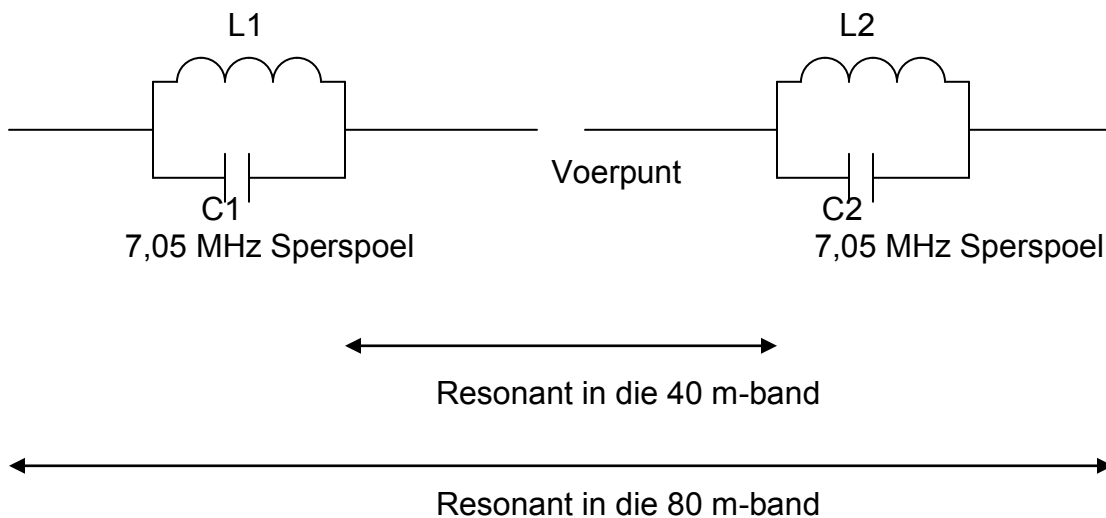 L1
L2
Voerpunt
C1
C2
7,05 MHz Sperspoel
7,05 MHz Sperspoel
Resonant in die 40 m-band
Resonant in die 80 m-band